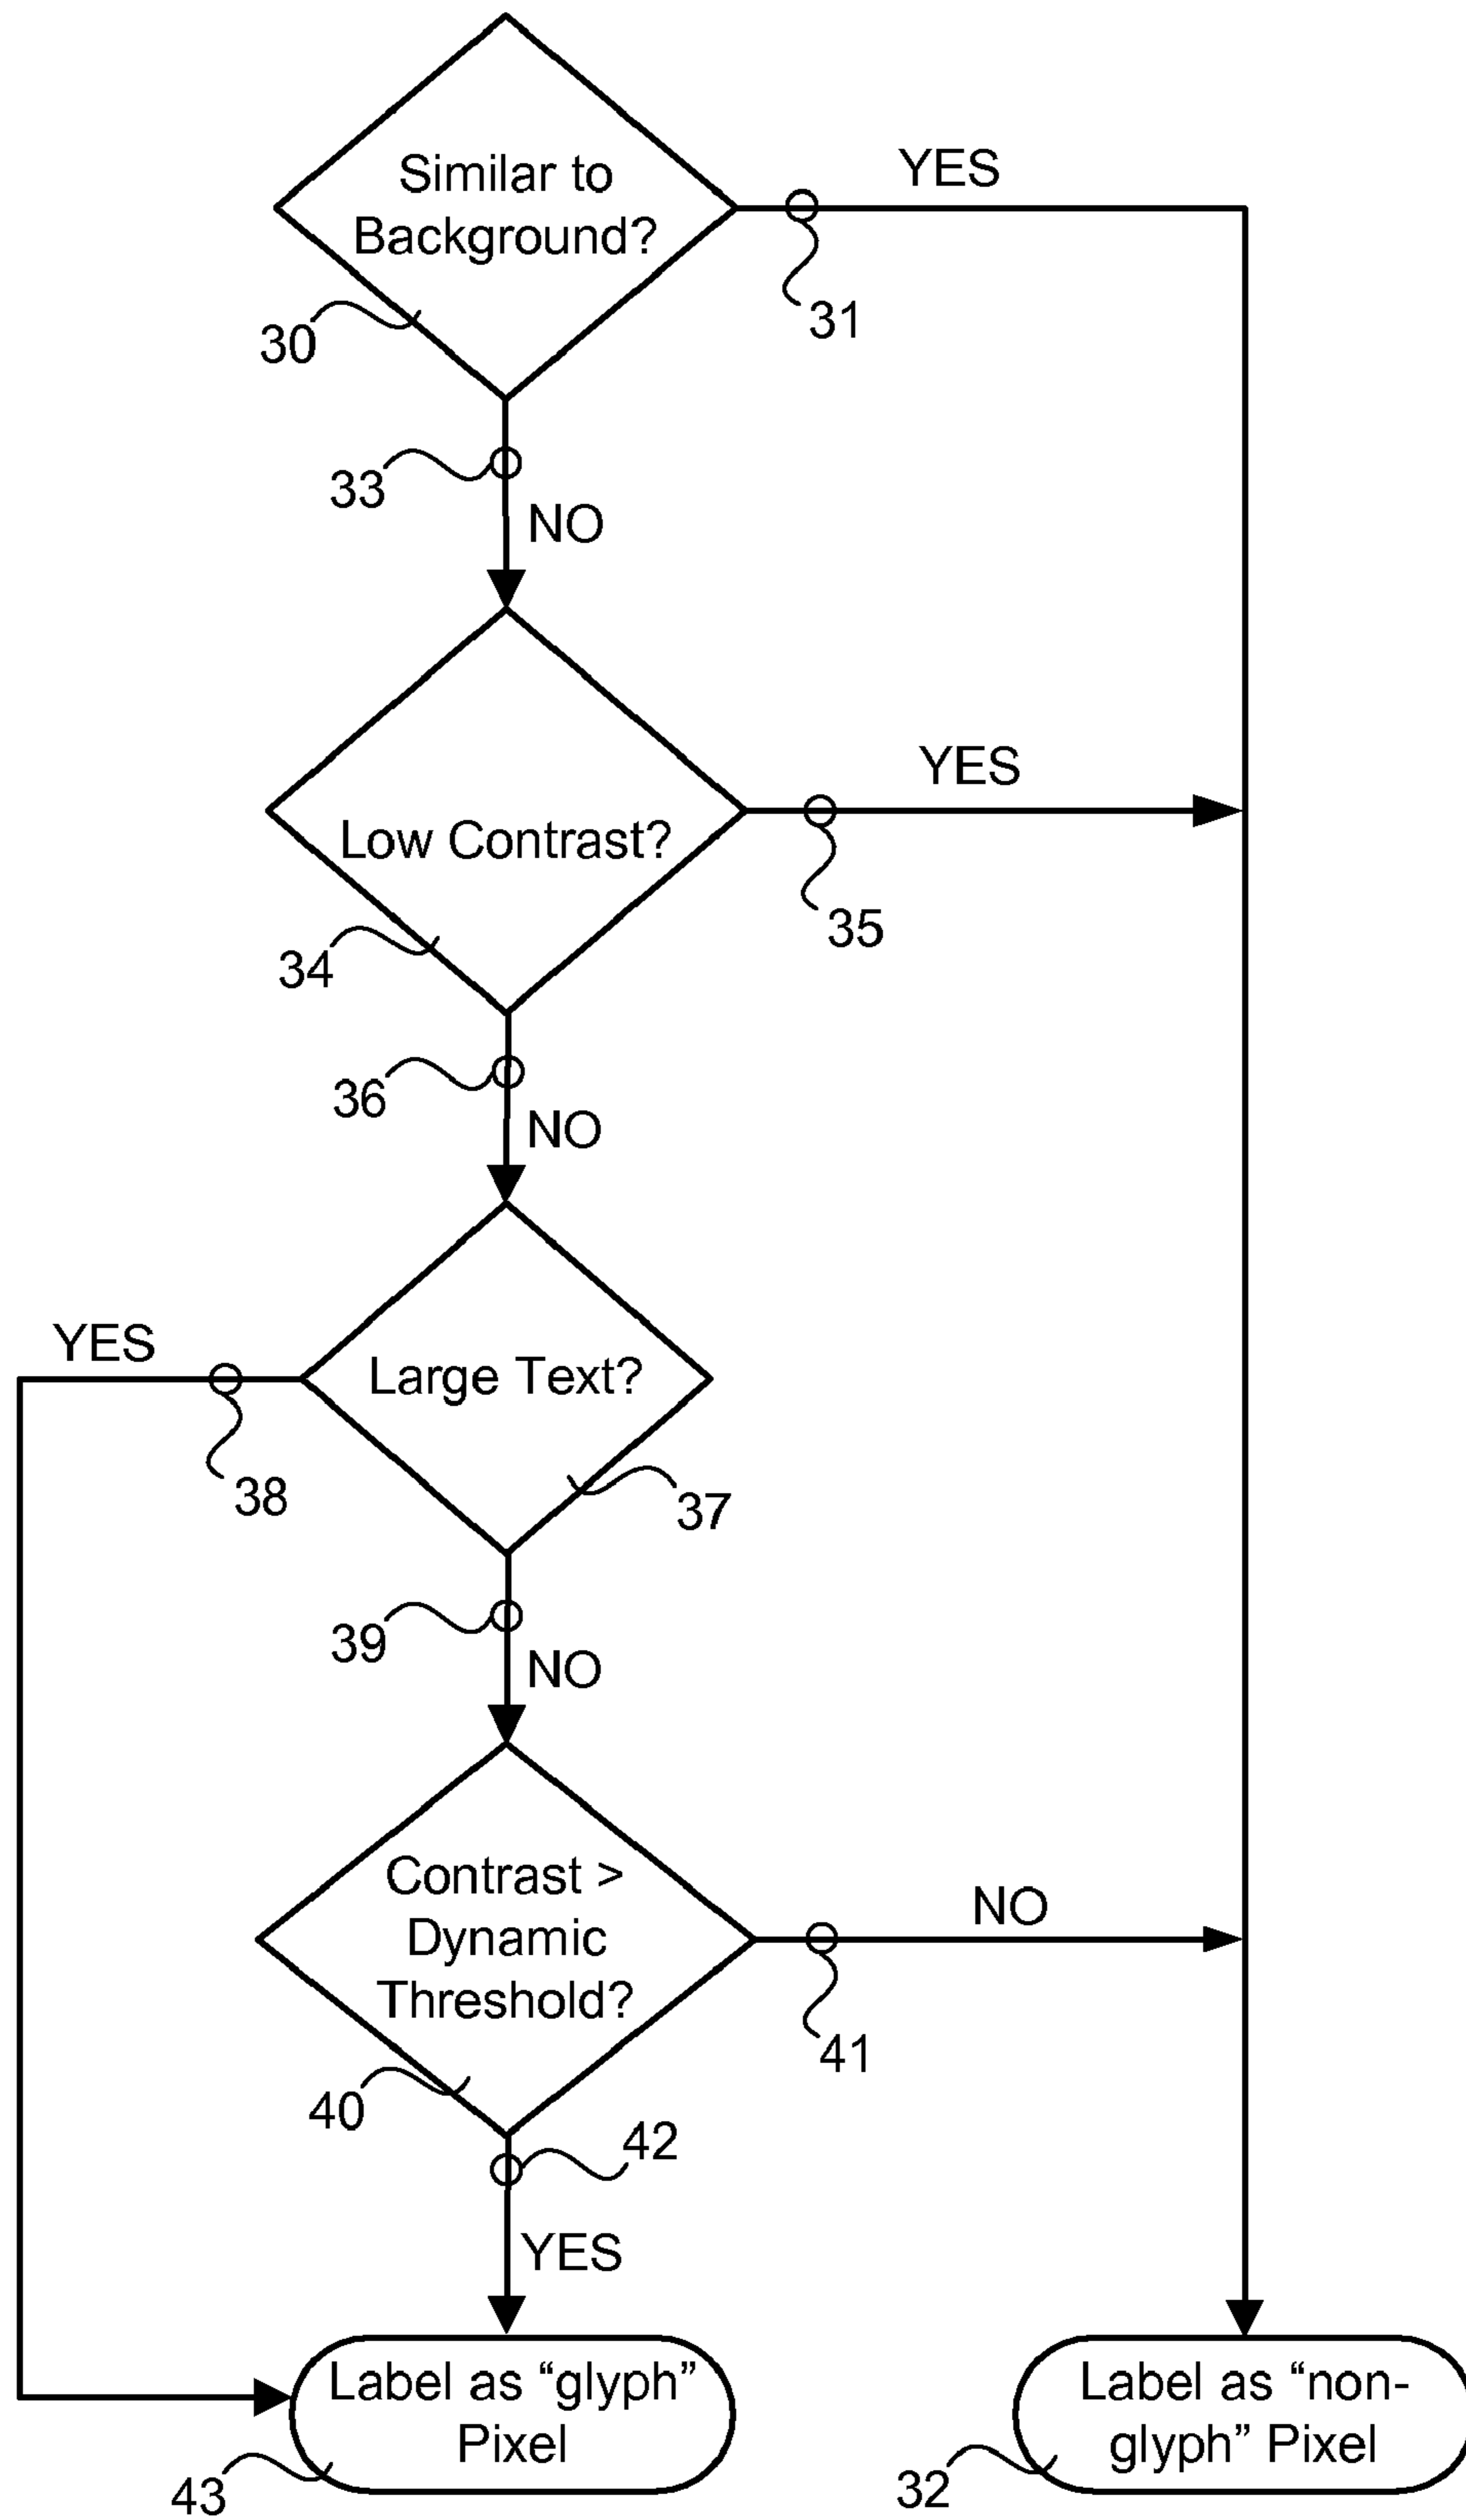 Similar to
Background?
YES
31
30
33
NO
Low Contrast?
YES
35
34
36
NO
Large Text?
YES
38
37
39
NO
Contrast >
Dynamic
Threshold?
NO
41
40
42
YES
Label as “glyph”
Pixel
43
Label as “non-
glyph” Pixel
32